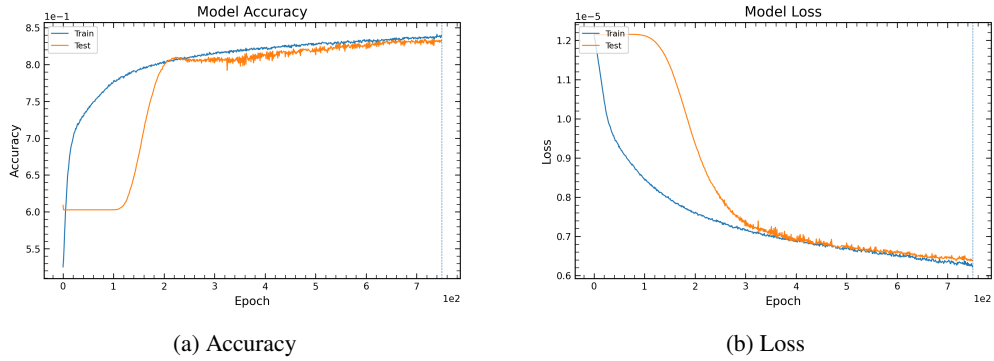 Model Accuracy
1e−1
Train
Test
8.5
8.0
7.5
7.0
6.5
6.0
5.5
Accuracy
0 1 2 3 4 5 6 7
Epoch
1e2
(a) Accuracy
Model Loss
1e−5
Train
Test
1.2
1.1
1.0
0.9
0.8
0.7
0.6
Loss
0 1 2 3 4 5 6 7
Epoch
1e2
(b) Loss